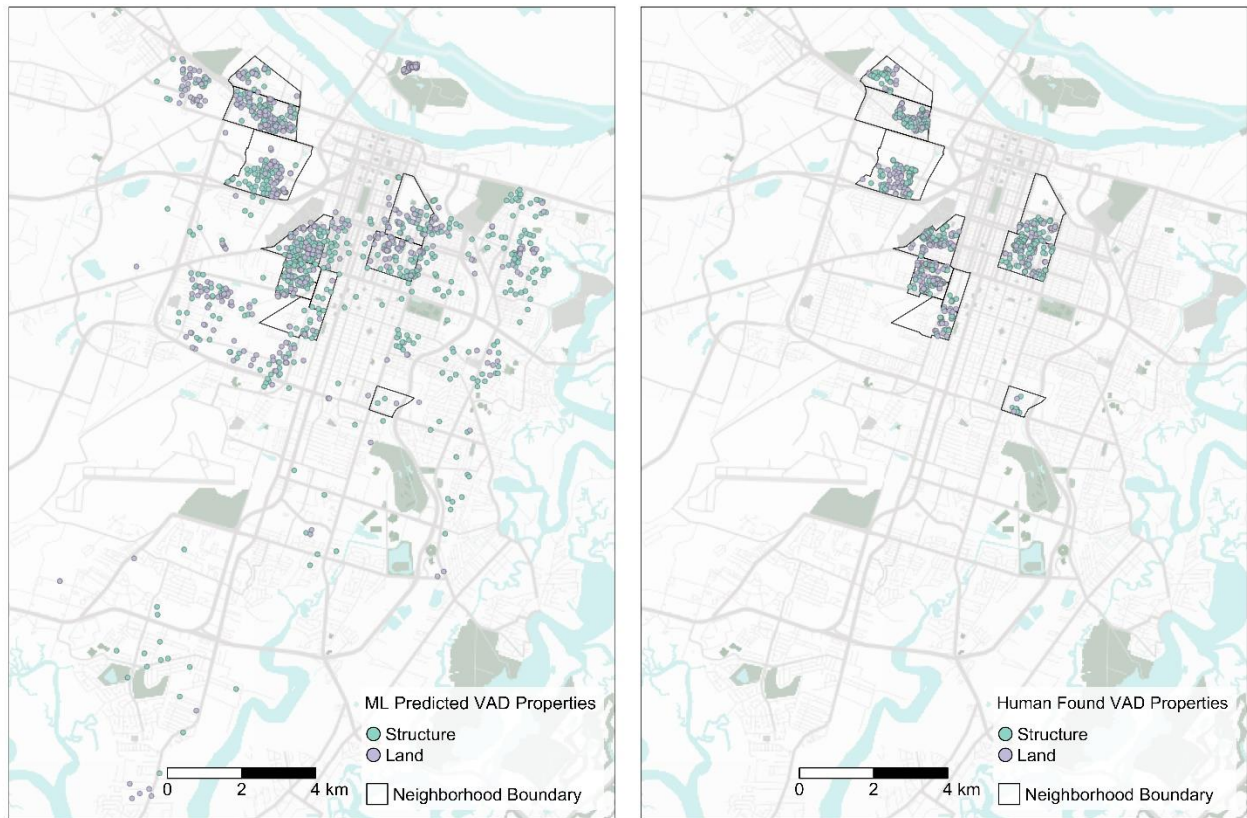 ML Predicted VAD Properties
Structure
Land
0 2 4 km
Neighborhood Boundary
Human Found VAD Properties
Structure
Land
0 2 4 km
Neighborhood Boundary